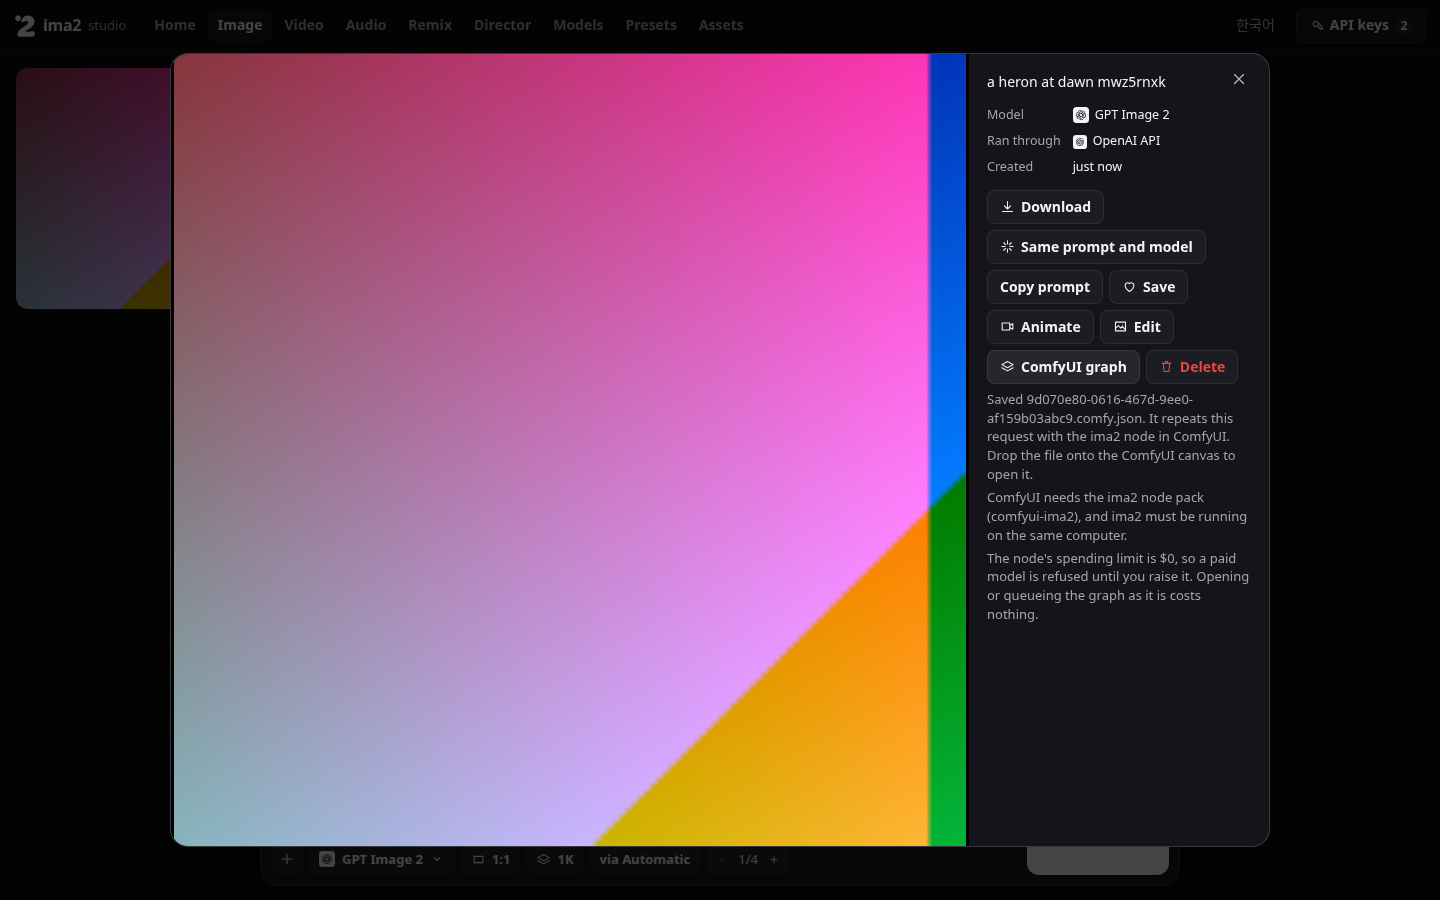 ima2 studio Home Image Video Audio Remix Director Models Presets Assets 한국어 API keys 2
a heron at dawn mwz5rnxk
Model GPT Image 2
Ran through OpenAI API
Created just now
Download
Same prompt and model
Copy prompt Save
Animate Edit
ComfyUI graph Delete
Saved 9d070e80-0616-467d-9ee0-
af159b03abc9.comfy.json. It repeats this
request with the ima2 node in ComfyUI.
Drop the file onto the ComfyUI canvas to
open it.
ComfyUI needs the ima2 node pack
(comfyui-ima2), and ima2 must be running
on the same computer.
The node's spending limit is $0, so a paid
model is refused until you raise it. Opening
or queueing the graph as it is costs
nothing.
+ GPT Image 2 1:1 1K via Automatic - 1/4 +